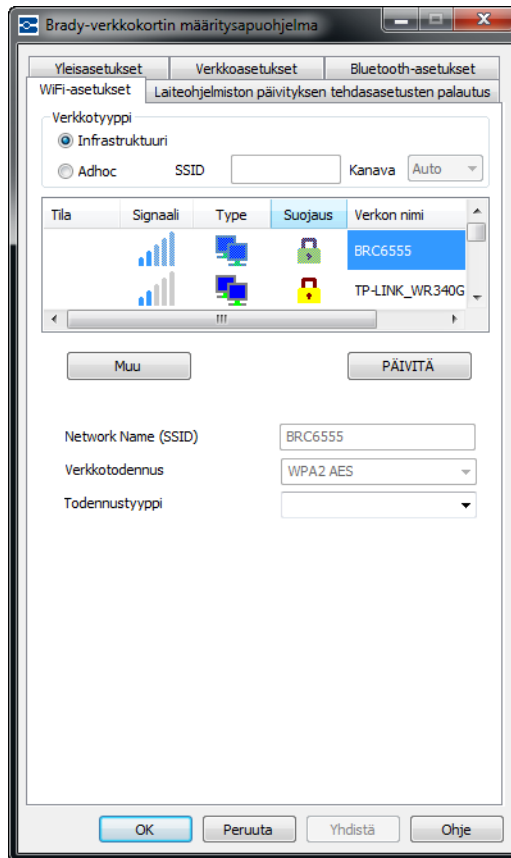 Brady-verkkokortin määritysapuohjelma
Yleisasetukset Verkkoasetukset Bluetooth-asetukset
WiFi-asetukset Laiteohjelmiston päivityksen tehdasasetusten palautus
Verkkotyyppi
Infrastruktuuri
Adhoc SSID Kanava Auto
Tila Signaali Type Suojaus Verkon nimi
BRC6555
TP-LINK_WR340G
Muu PÄIVITÄ
Network Name (SSID) BRC6555
Verkkotodennus WPA2 AES
Todennustyyppi
OK Peruuta Yhdistä Ohje